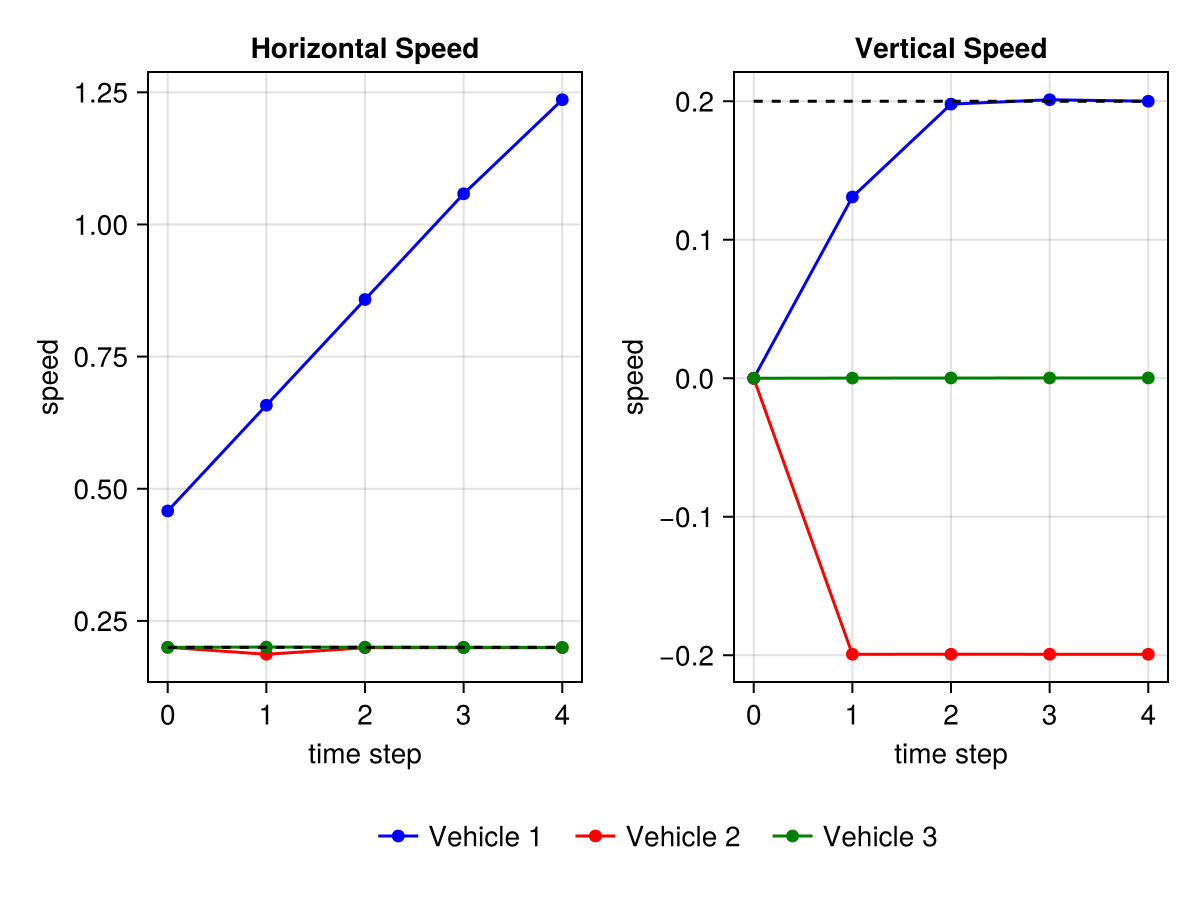 Horizontal Speed
1.25
1.00
0.75
0.50
0.25
speed
0 1 2 3 4
time step
Vertical Speed
0.2
0.1
0.0
−0.1
−0.2
speed
0 1 2 3 4
time step
Vehicle 1 Vehicle 2 Vehicle 3